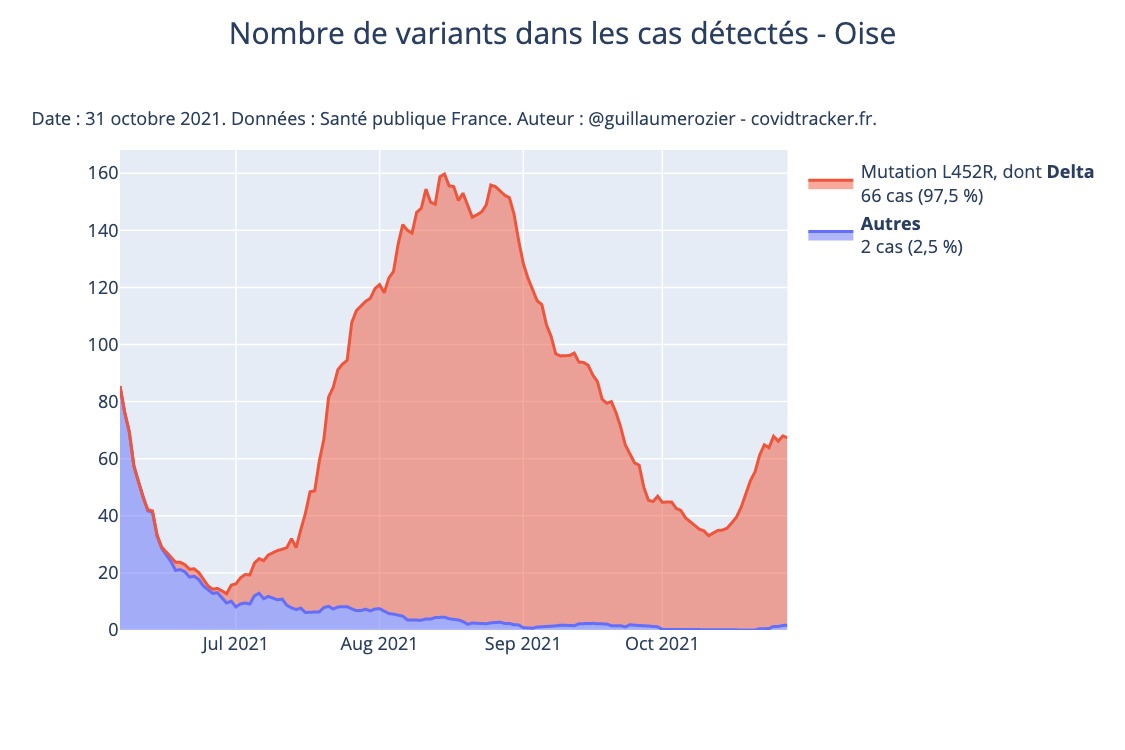 Nombre de variants dans les cas détectés - Oise
Date : 31 octobre 2021. Données : Santé publique France. Auteur : @guillaumerozier - covidtracker.fr.
160
140
120
100
80
60
40
20
0
Jul 2021
Aug 2021
Sep 2021
Oct 2021
Mutation L452R, dont Delta
66 cas (97,5 %)
Autres
2 cas (2,5 %)